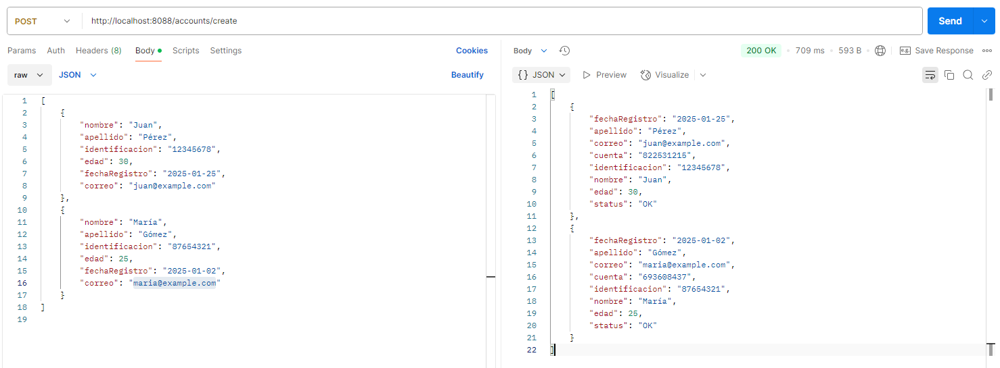 POST http://localhost:8088/accounts/create Send
Params Auth Headers (8) Body Scripts Settings Cookies
raw JSON Beautify
1 [
2 {
3 "nombre": "Juan",
4 "apellido": "Pérez",
5 "identificacion": "12345678",
6 "edad": 30,
7 "fechaRegistro": "2025-01-25",
8 "correo": "juan@example.com"
9 },
10 {
11 "nombre": "María",
12 "apellido": "Gómez",
13 "identificacion": "87654321",
14 "edad": 25,
15 "fechaRegistro": "2025-01-02",
16 "correo": "maria@example.com"
17 }
18 ]
19
Body 200 OK • 709 ms • 593 B • e.g. Save Response
{} JSON Preview Visualize
1 [
2 {
3 "fechaRegistro": "2025-01-25",
4 "apellido": "Pérez",
5 "correo": "juan@example.com",
6 "cuenta": "822531215",
7 "identificacion": "12345678",
8 "nombre": "Juan",
9 "edad": 30,
10 "status": "OK"
11 },
12 {
13 "fechaRegistro": "2025-01-02",
14 "apellido": "Gómez",
15 "correo": "maria@example.com",
16 "cuenta": "693608437",
17 "identificacion": "87654321",
18 "nombre": "María",
19 "edad": 25,
20 "status": "OK"
21 }
22 ]